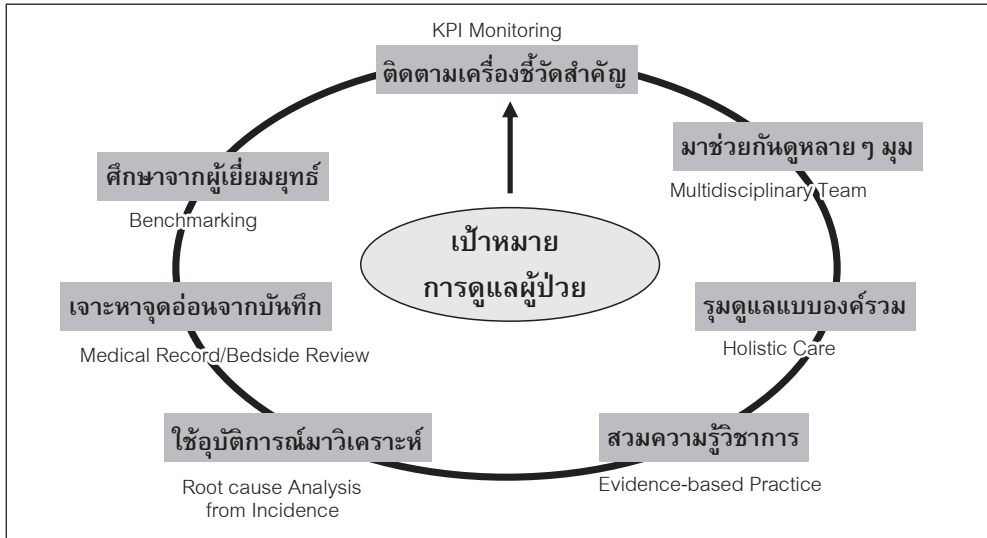 KPI Monitoring
ติดตามเครื่องชี้วัดสำคัญ
มาช่วยกันดูหลาย ๆ มุม
Multidisciplinary Team
รุมดูแลแบบองค์รวม
Holistic Care
สวมความรู้วิชาการ
Evidence-based Practice
ใช้อุบัติการณ์มาวิเคราะห์
Root cause Analysis
from Incidence
เจาะหาจุดอ่อนจากบันทึก
Medical Record/Bedside Review
ศึกษาจากผู้เยี่ยมยุทธ์
Benchmarking
เป้าหมาย
การดูแลผู้ป่วย